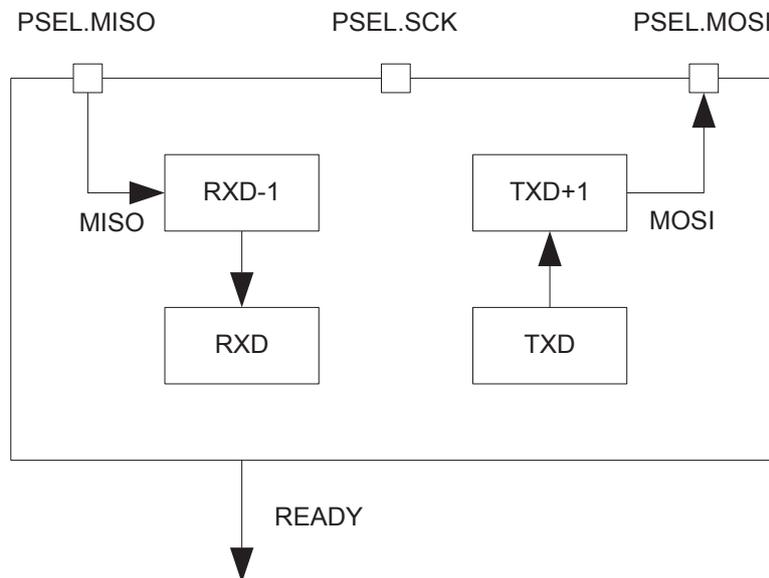 PSEL.MISO
PSEL.SCK
PSEL.MOSI
RXD-1
TXD+1
MISO
MOSI
RXD
TXD
READY